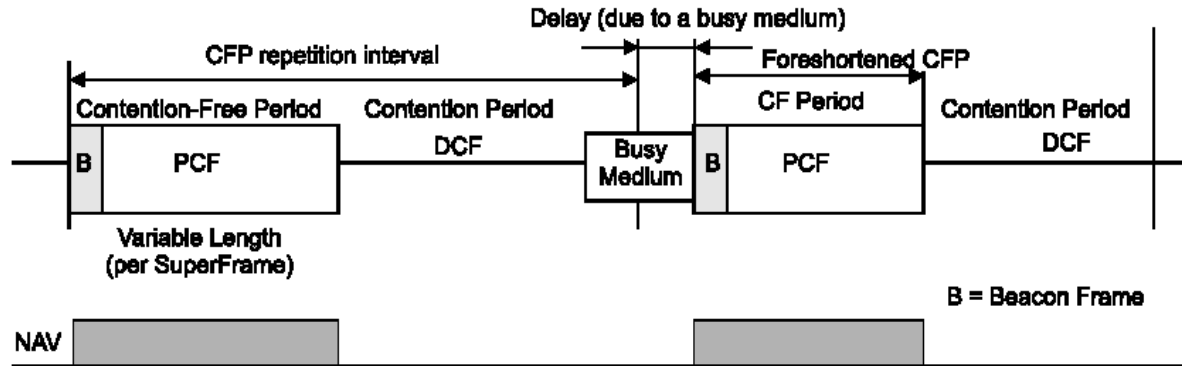 Delay (due to a busy medium)
CFP repetition interval
Foreshortened CFP
Contention-Free Period
Contention Period
CF Period
Contention Period
DCF
DCF
B
PCF
Busy
Medium
B
PCF
Variable Length
(per SuperFrame)
B = Beacon Frame
NAV